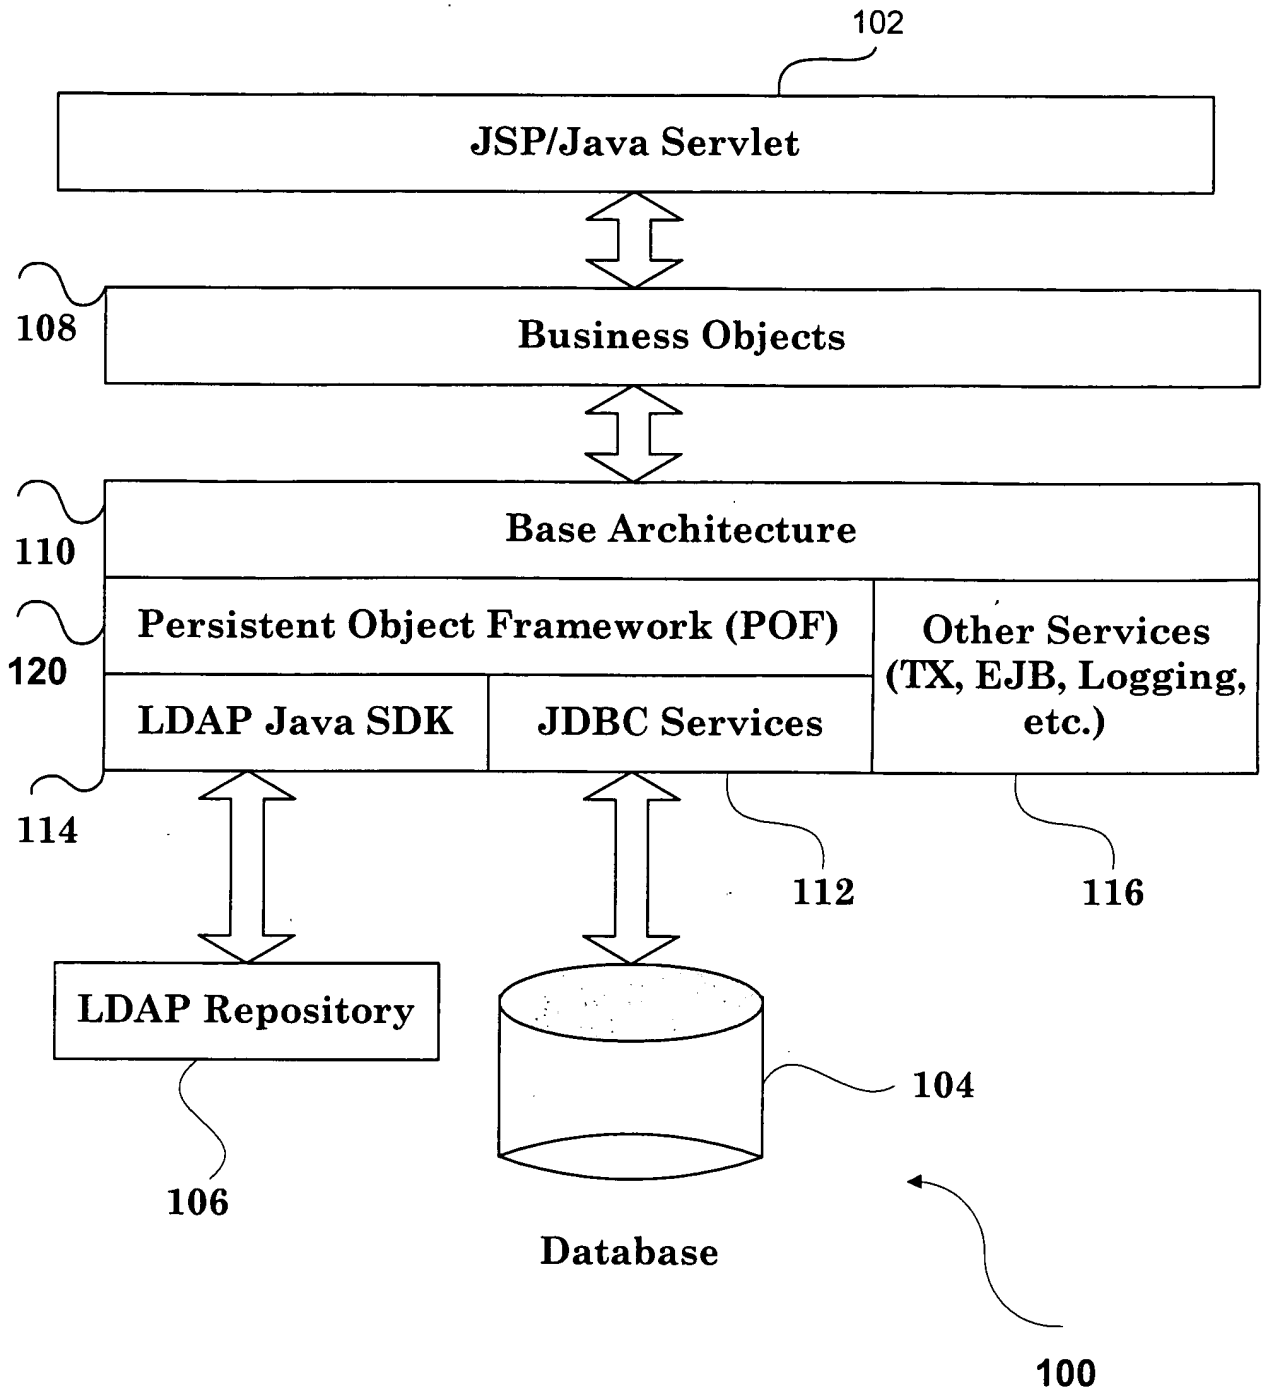 102
JSP/Java Servlet
108
Business Objects
110
Base Architecture
120
Persistent Object Framework (POF)
Other Services
(TX, EJB, Logging,
etc.)
LDAP Java SDK
JDBC Services
114
112
116
LDAP Repository
104
106
Database
100